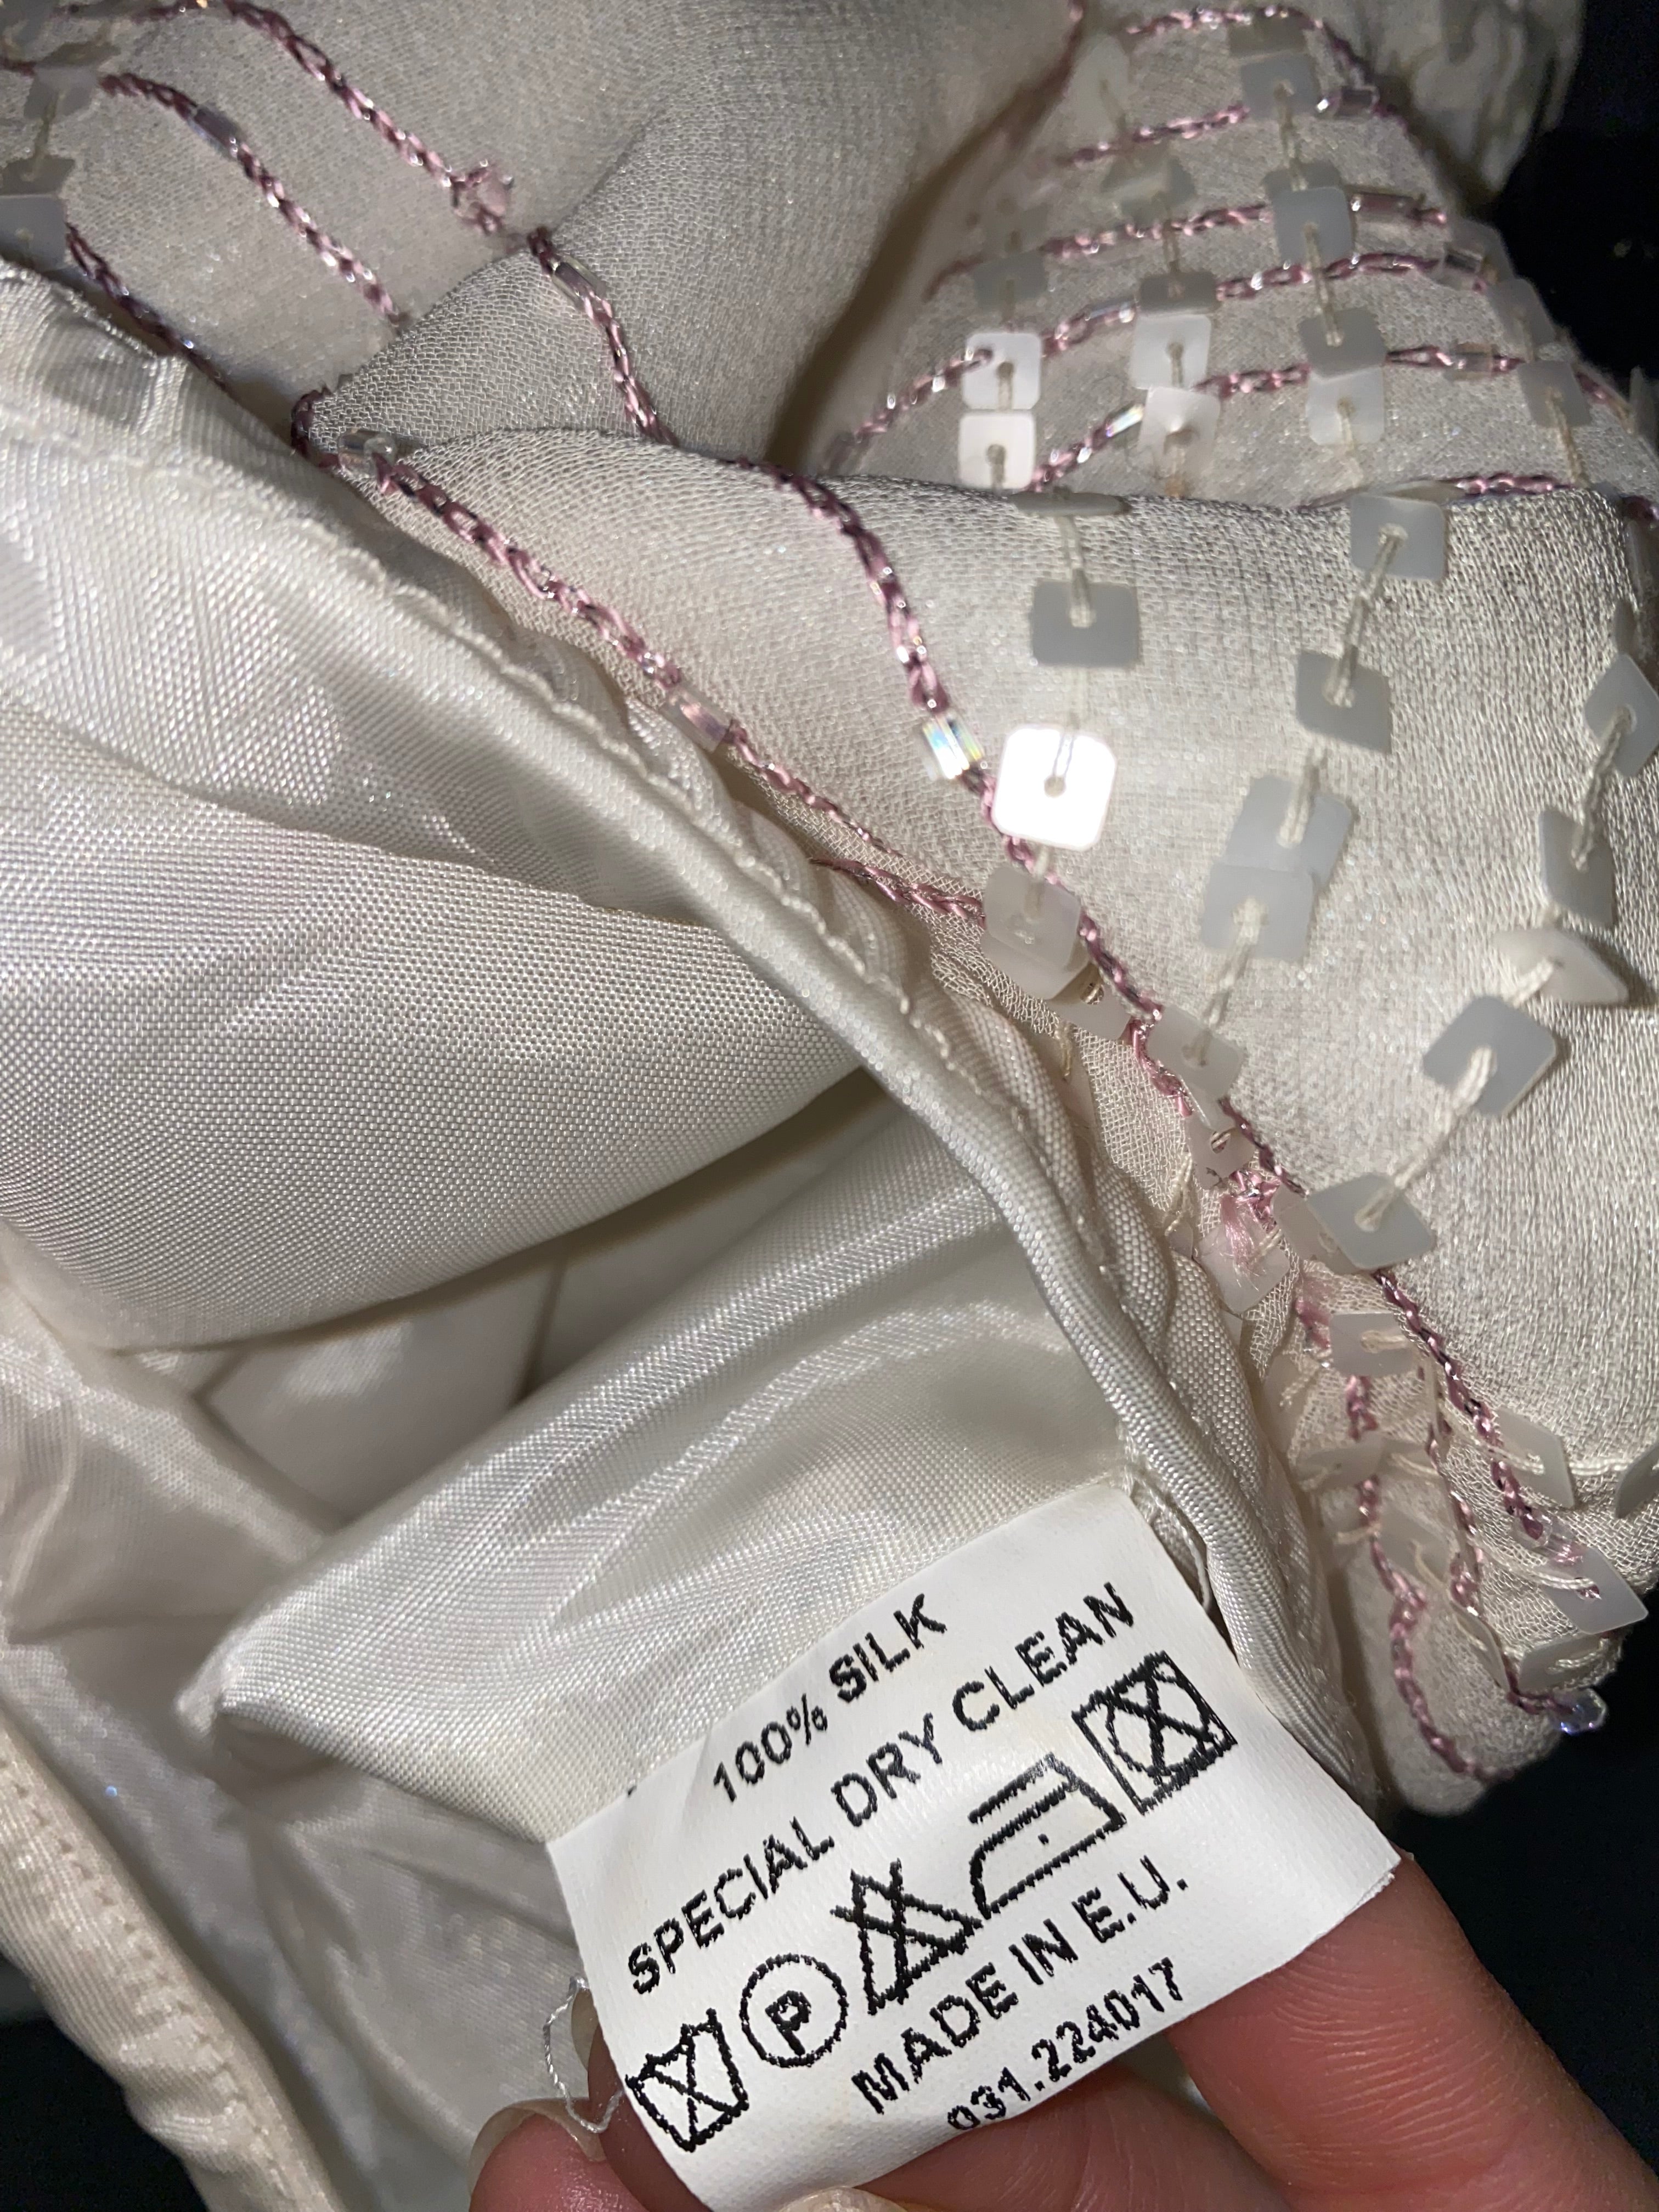 100% SILK
SPECIAL DRY CLEAN
P
MADE IN E.U.
031.224017